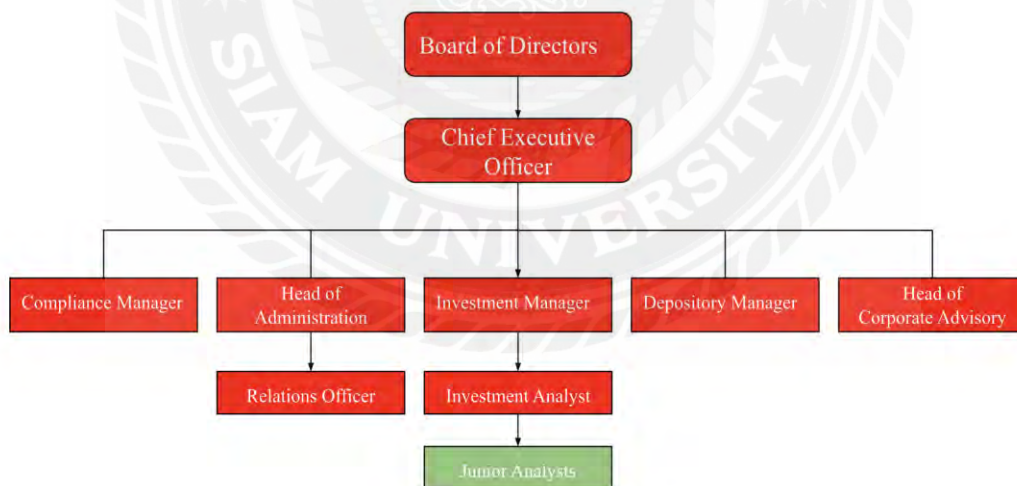 Board of Directors
Chief Executive
Officer
SIAM UNIVERSITY
Compliance Manager
Head of
Administration
Investment Manager
Depository Manager
Head of
Corporate Advisory
Relations Officer
Investment Analyst
Junior Analysts